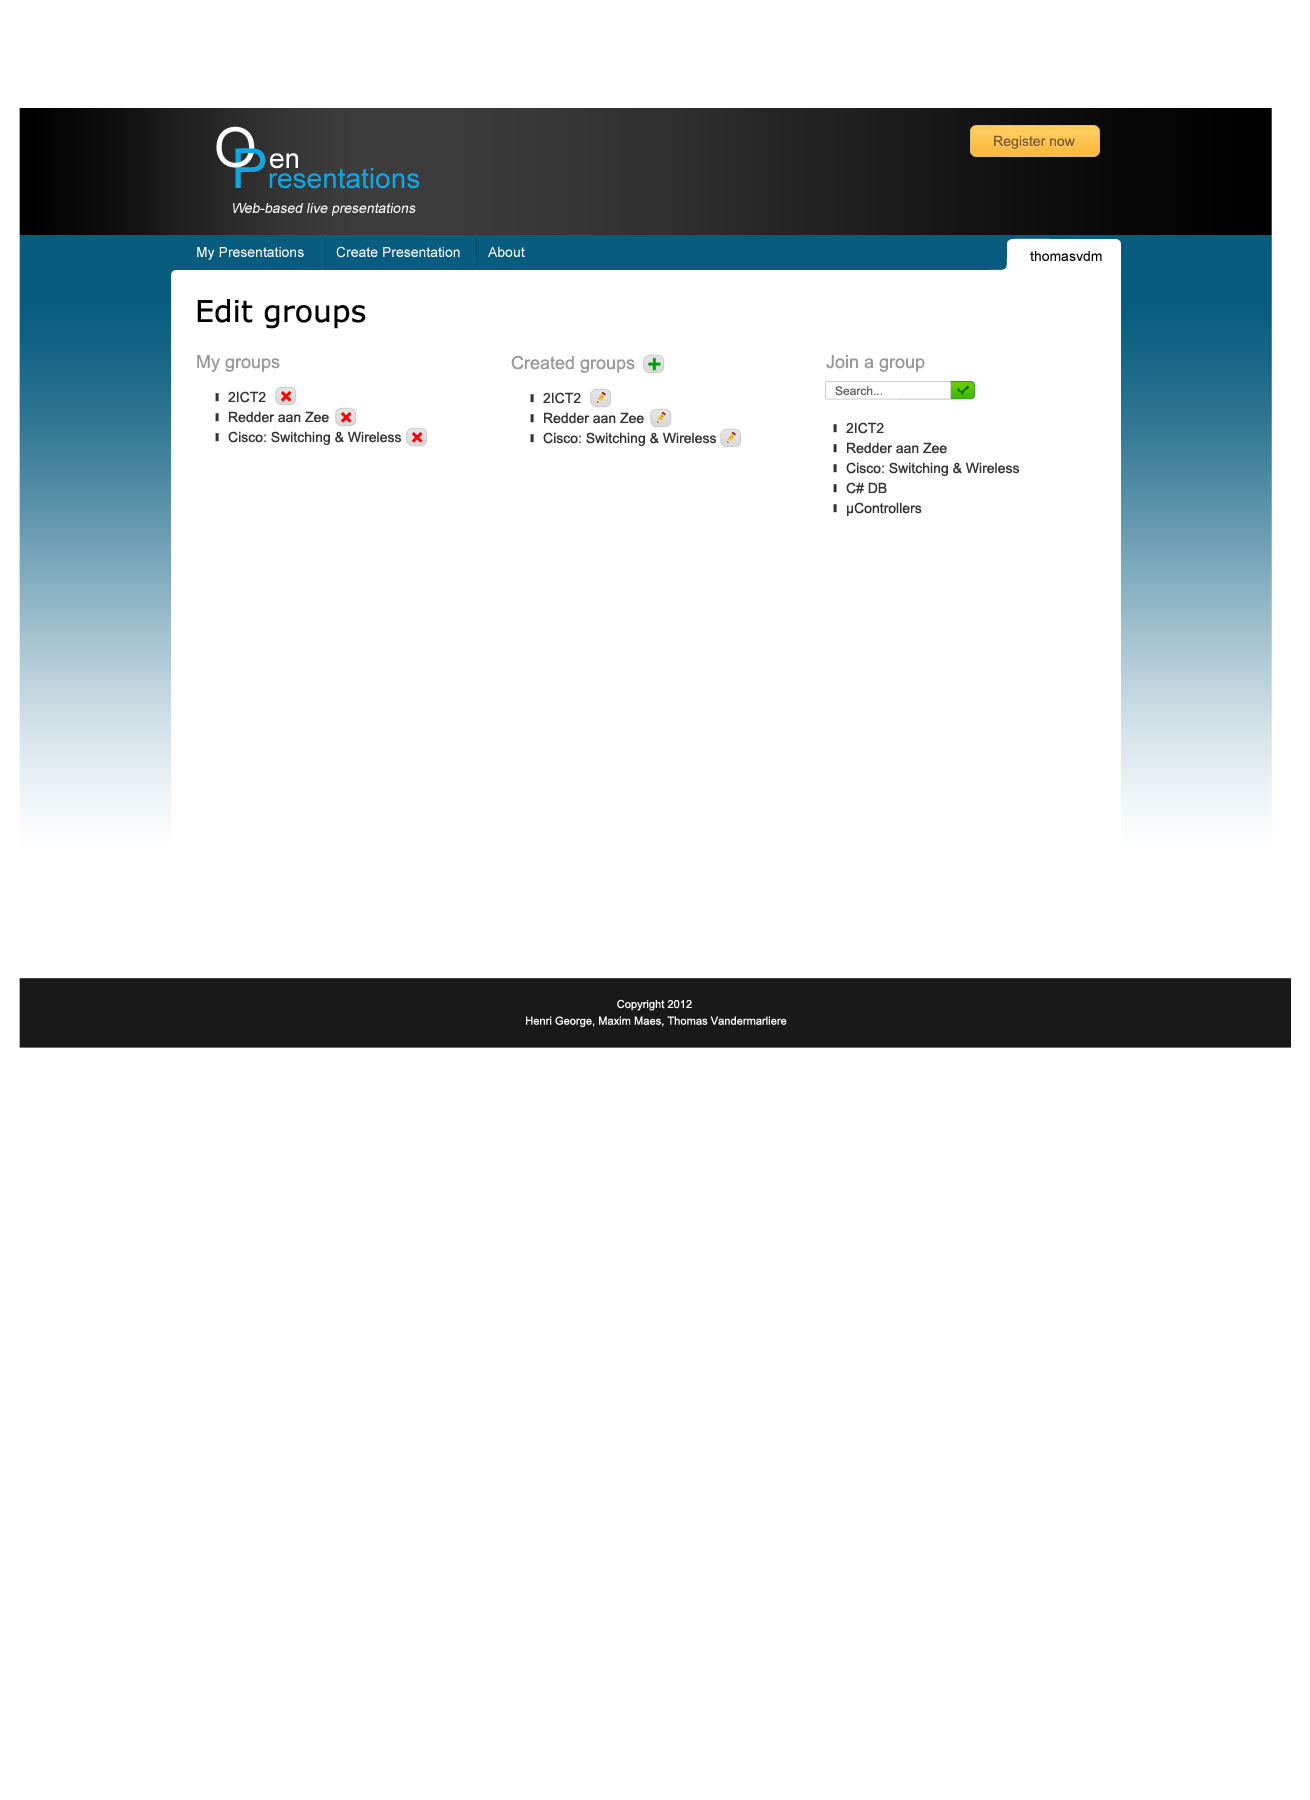 Open
Presentations
Web-based live presentations
Register now
My Presentations
Create Presentation
About
thomasvdm
Edit groups
My groups
2ICT2
Redder aan Zee
Cisco: Switching & Wireless
Created groups
2ICT2
Redder aan Zee
Cisco: Switching & Wireless
Join a group
Search...
2ICT2
Redder aan Zee
Cisco: Switching & Wireless
C# DB
µControllers
Copyright 2012
Henri George, Maxim Maes, Thomas Vandermarliere